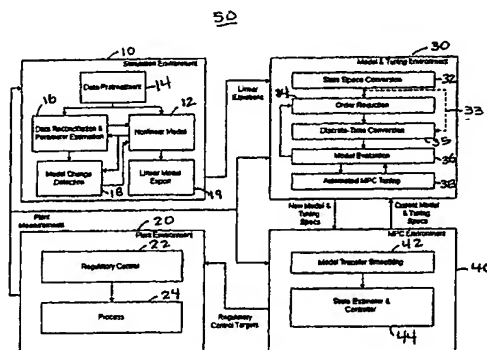 50
10
Simulation Environment
Data Pretreatment
14
16
12
Data Reconciliation &
Parameter Estimation
Nonlinear Model
Model Change
Detection
18
Linear Model
Export
19
Linear
Equations
30
Model & Tuning Environment
State Space Conversion
32
34
Order Reduction
33
Discrete-Time Conversion
35
Model Evaluation
36
Automated MPC Tuning
38
Plant
Measurement
20
Plant Environment
22
Regulatory Control
24
Process
New Model &
Tuning
Specs
Current Model
& Tuning
Specs
MPC Environment
42
Model Transfer Smoothing
40
State Estimator &
Controller
44
Regulatory
Control Targets